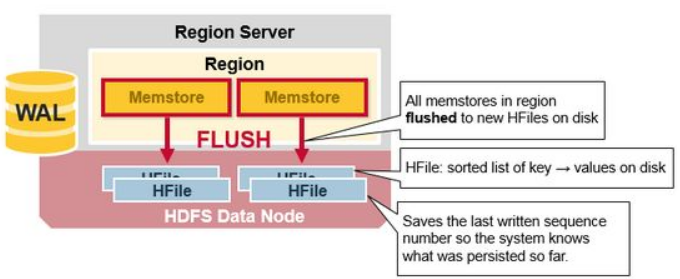 Region Server
Region
WAL
Memstore
Memstore
FLUSH
All memstores in region
flushed to new HFiles on disk
HFile: sorted list of key → values on disk
HFile
HFile
HFile
HFile
HDFS Data Node
Saves the last written sequence
number so the system knows
what was persisted so far.